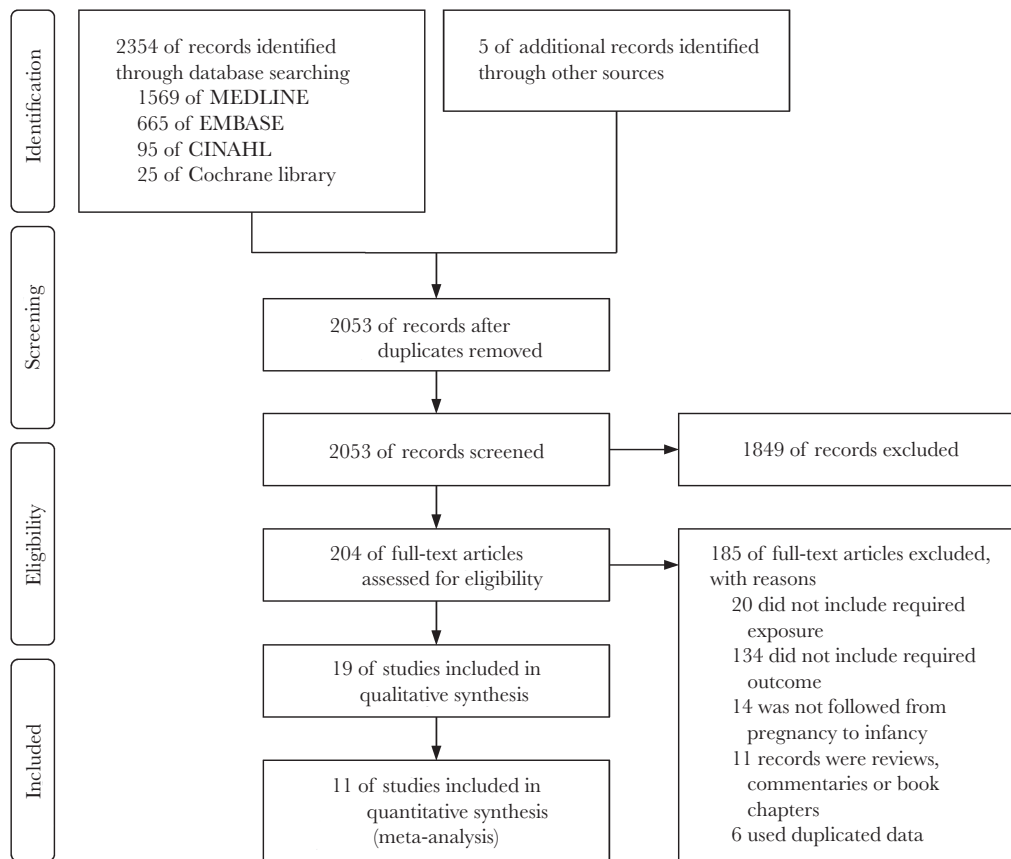 Identification
2354 of records identified
through database searching
1569 of MEDLINE
665 of EMBASE
95 of CINAHL
25 of Cochrane library
5 of additional records identified
through other sources
Screening
2053 of records after
duplicates removed
2053 of records screened
1849 of records excluded
Eligibility
204 of full-text articles
assessed for eligibility
185 of full-text articles excluded,
with reasons
20 did not include required
exposure
134 did not include required
outcome
14 was not followed from
pregnancy to infancy
11 records were reviews,
commentaries or book
chapters
6 used duplicated data
Included
19 of studies included in
qualitative synthesis
11 of studies included in
quantitative synthesis
(meta-analysis)